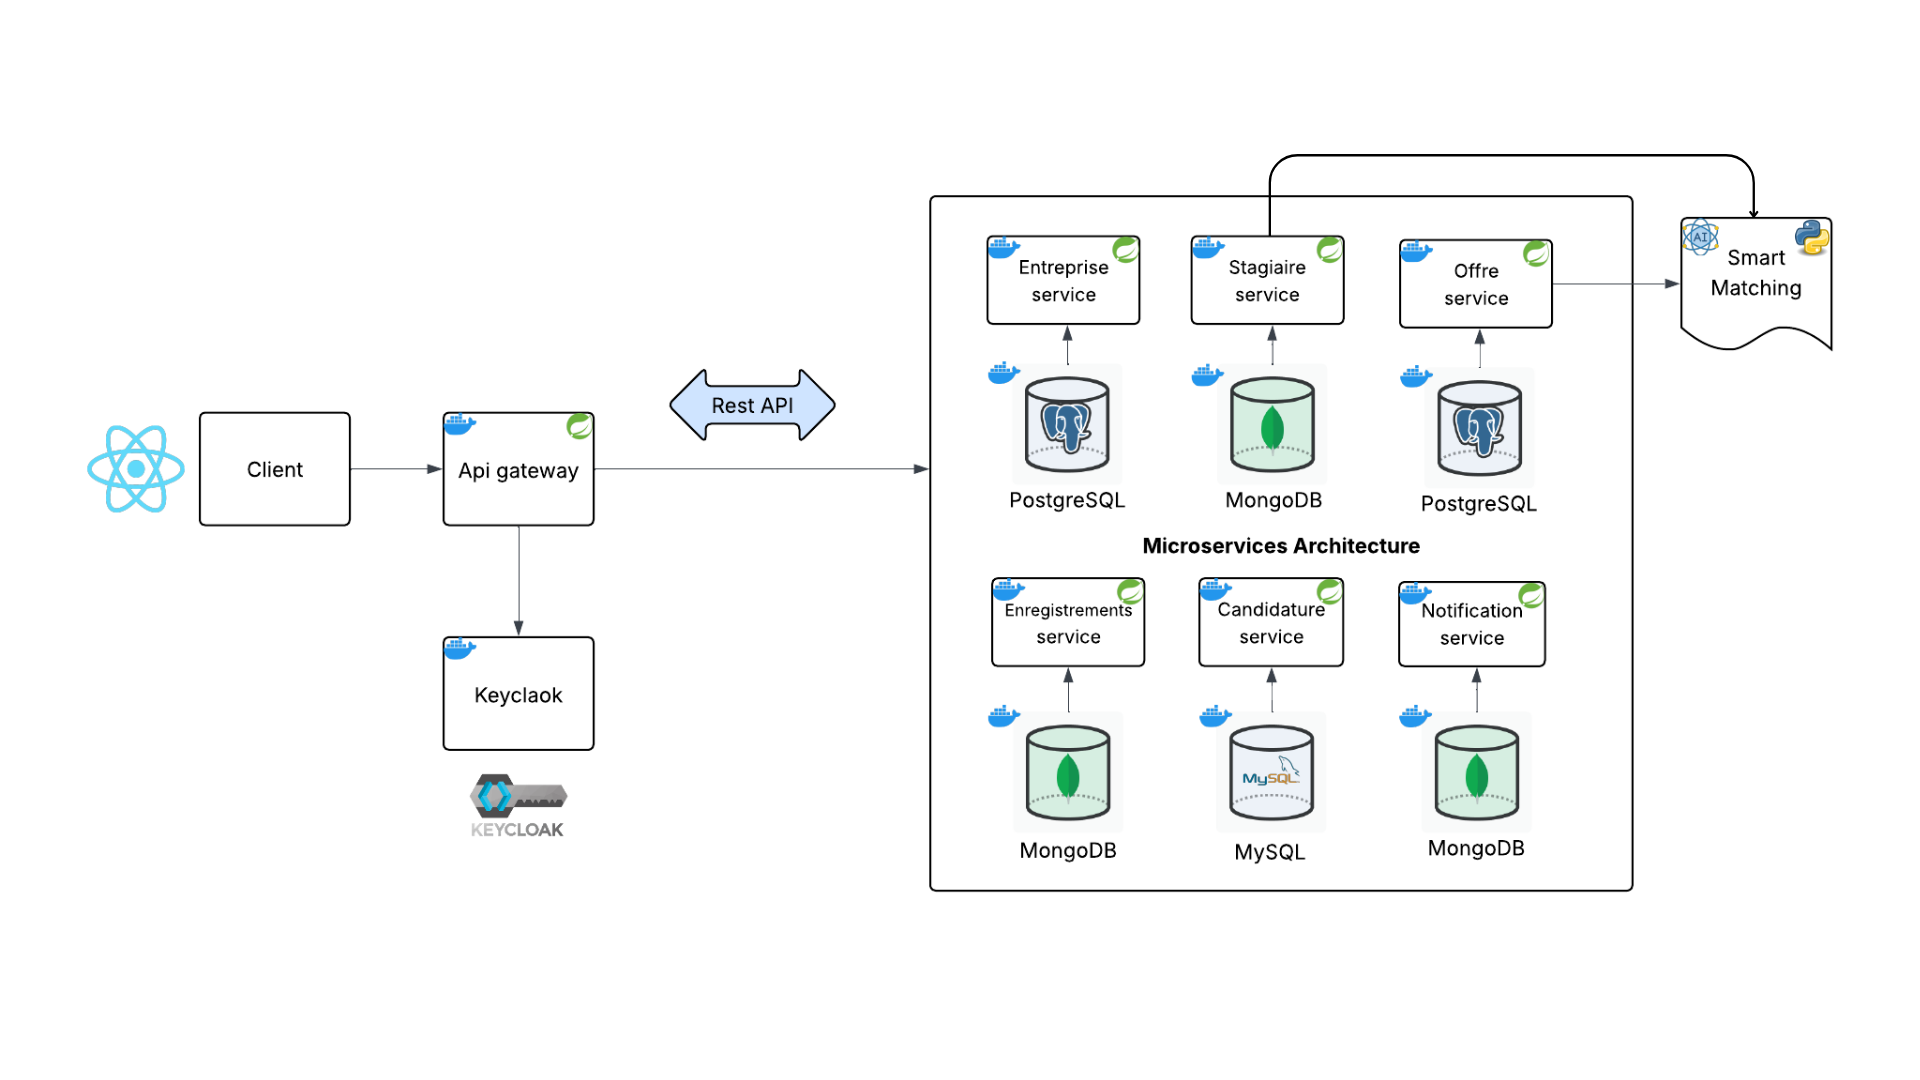 Client
Api gateway
Keyclaok
KEYCLOAK
Rest API
Entreprise
service
PostgreSQL
Stagiaire
service
MongoDB
Offre
service
PostgreSQL
Microservices Architecture
Enregistrements
service
MongoDB
Candidature
service
MySQL
MySQL
Notification
service
MongoDB
AI
Smart
Matching